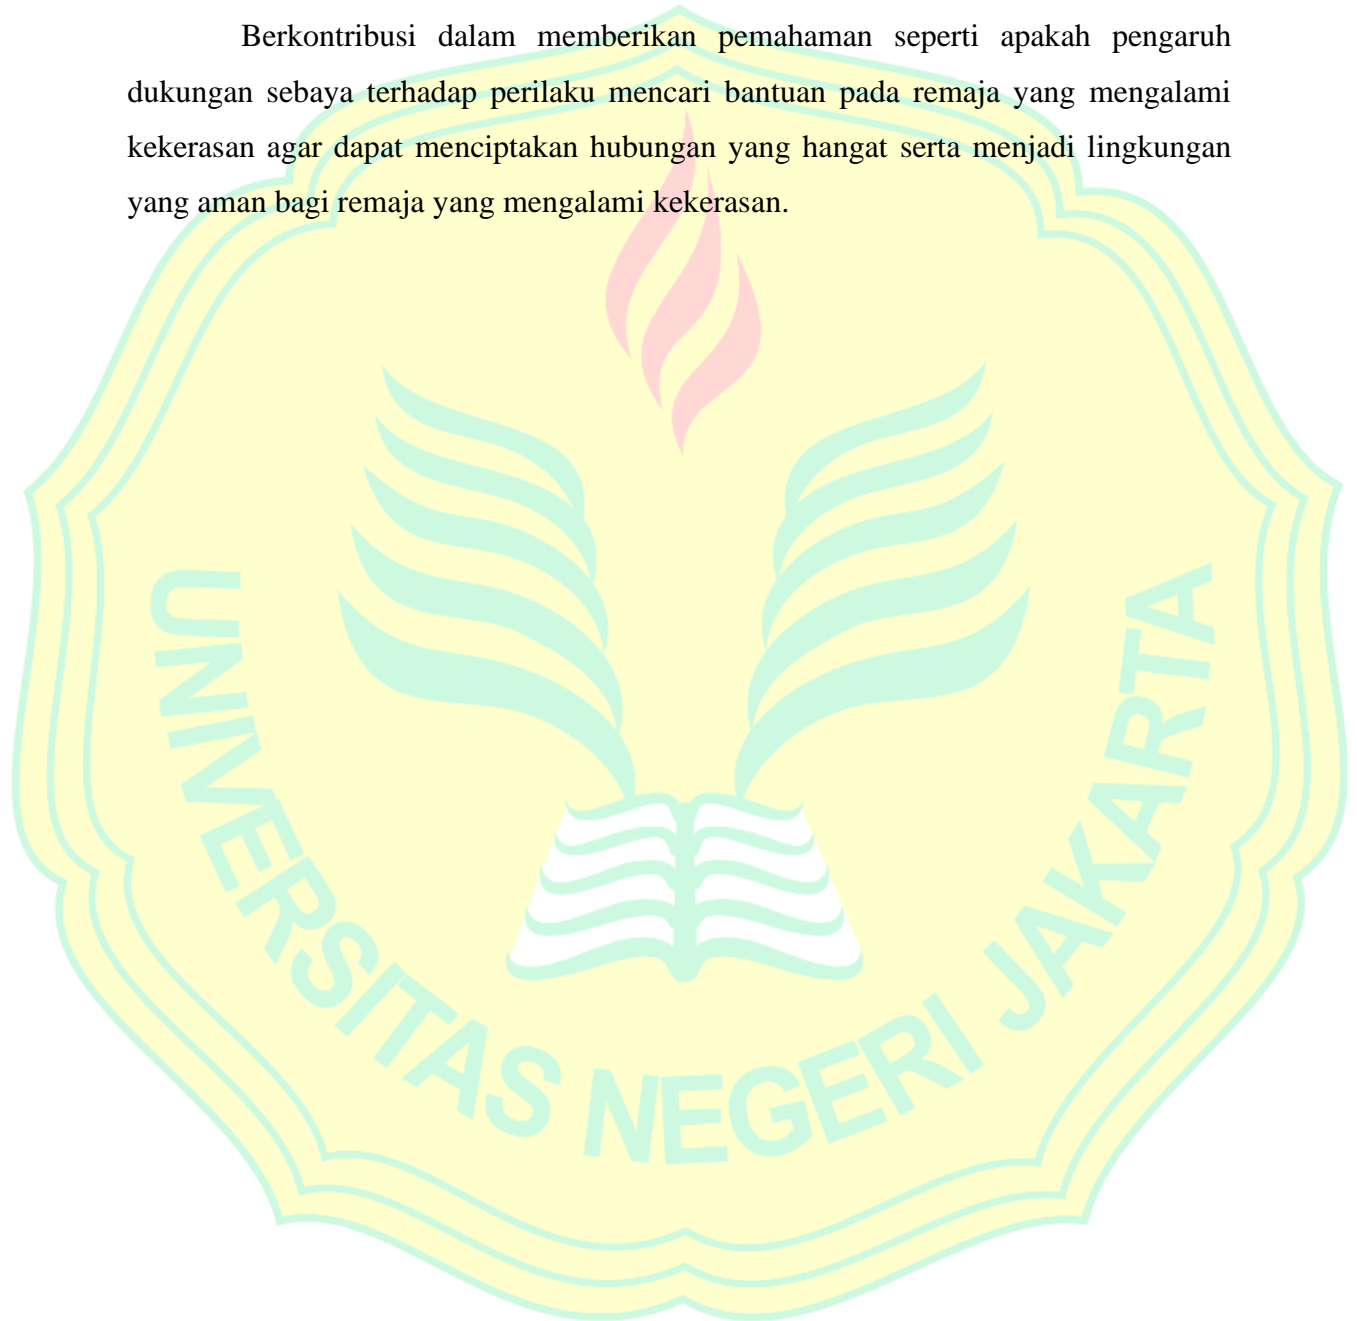 Berkontribusi dalam memberikan pemahaman seperti apakah pengaruh
dukungan sebaya terhadap perilaku mencari bantuan pada remaja yang mengalami
kekerasan agar dapat menciptakan hubungan yang hangat serta menjadi lingkungan
yang aman bagi remaja yang mengalami kekerasan.
UNIVERSITAS NEGERI JAKARTA